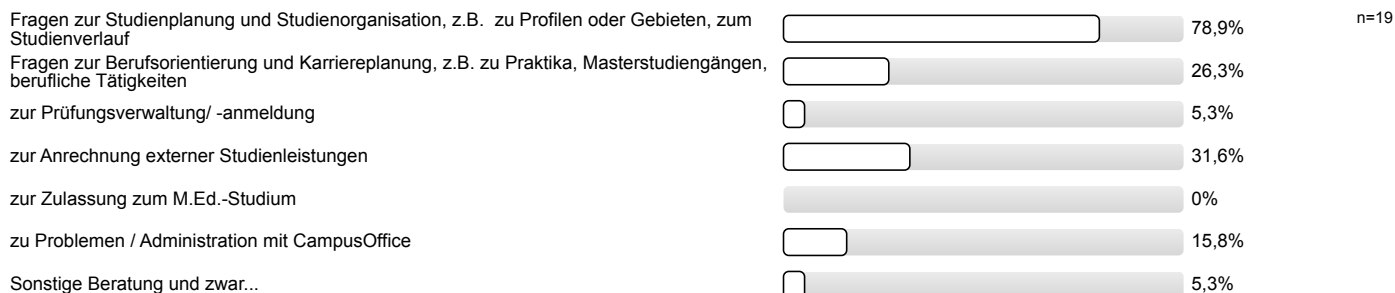 Fragen zur Studienplanung und Studienorganisation, z.B. zu Profilen oder Gebieten, zum
Studienverlauf
78,9%
n=19
Fragen zur Berufsorientierung und Karriereplanung, z.B. zu Praktika, Masterstudiengängen,
berufliche Tätigkeiten
26,3%
zur Prüfungsverwaltung/ -anmeldung
5,3%
zur Anrechnung externer Studienleistungen
31,6%
zur Zulassung zum M.Ed.-Studium
0%
zu Problemen / Administration mit CampusOffice
15,8%
Sonstige Beratung und zwar...
5,3%